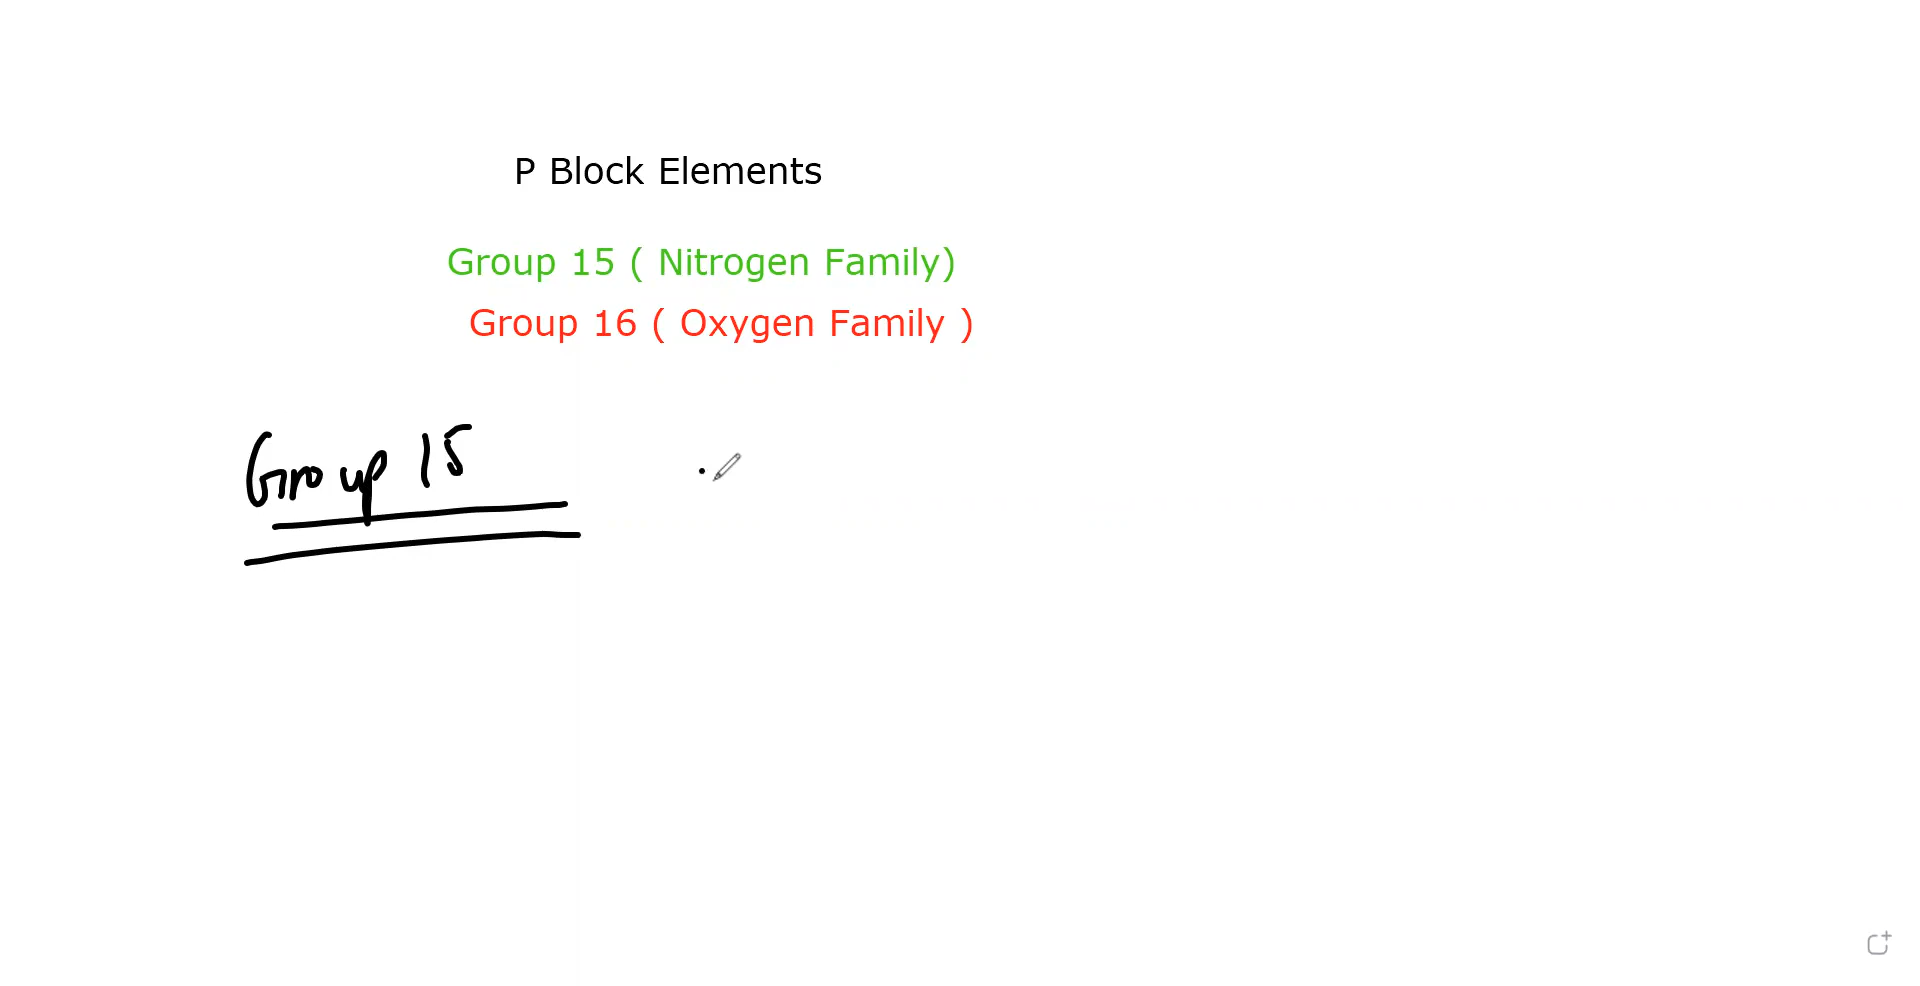 P Block Elements
Group 15 ( Nitrogen Family)
Group 16 ( Oxygen Family )
Group 15